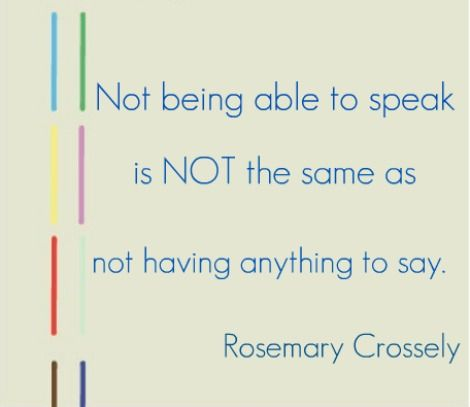 Not being able to speak
is NOT the same as
not having anything to say.
Rosemary Crossely